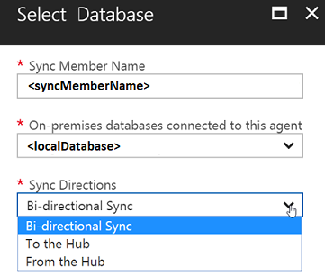 Select Database
* Sync Member Name
<syncMemberName>
* On-premises databases connected to this agent
<localDatabase>
* Sync Directions
Bi-directional Sync
Bi-directional Sync
To the Hub
From the Hub